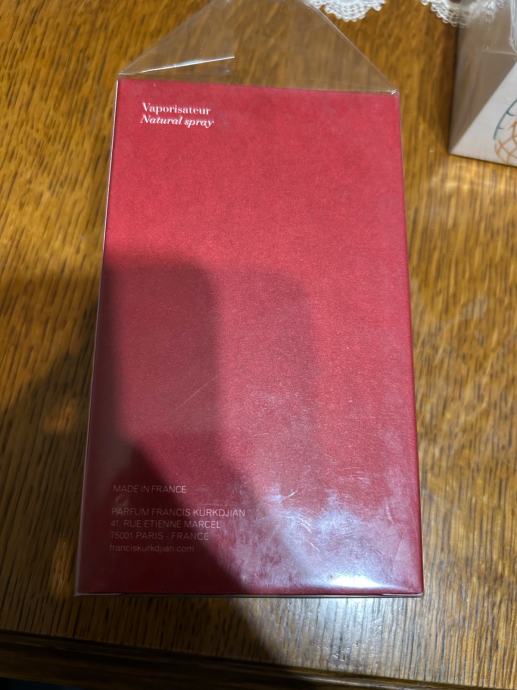 Vaporisateur
Natural spray
MADE IN FRANCE
PARFUM FRANCIS KURKDJIAN
41, RUE ETIENNE MARCEL
75001 PARIS - FRANCE
franciskurkdjian.com